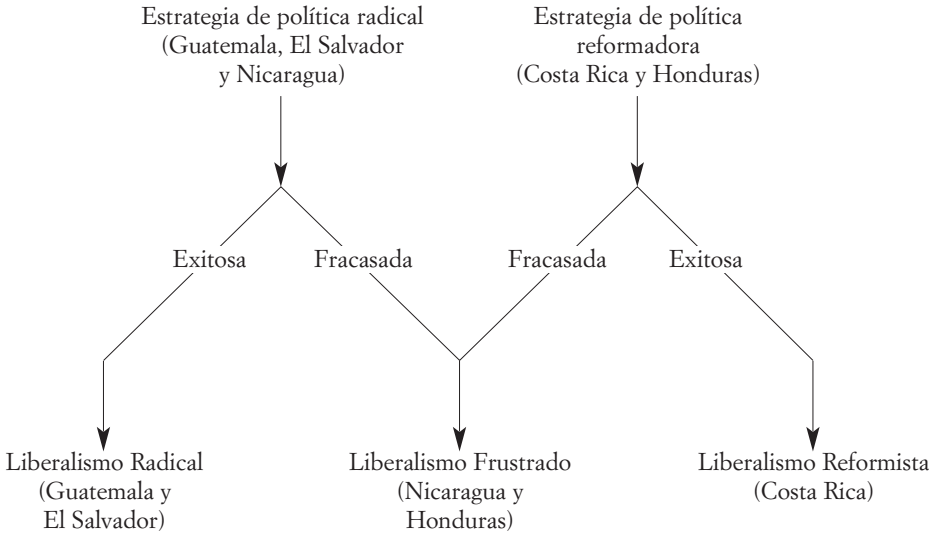 Estrategia de política radical
(Guatemala, El Salvador
y Nicaragua)
Estrategia de política
reformadora
(Costa Rica y Honduras)
Exitosa
Fracasada
Fracasada
Exitosa
Liberalismo Radical
(Guatemala y
El Salvador)
Liberalismo Frustrado
(Nicaragua y
Honduras)
Liberalismo Reformista
(Costa Rica)